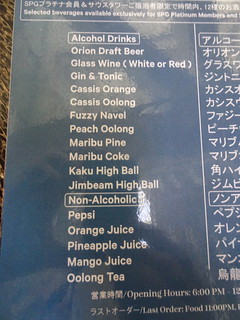 SPGプラチナ会員&サウスタワーご宿泊者限定で時間内、12種のお
Selected beverages available exclusively for SPG Platinum Members and
Alcohol Drinks
アルコー
Orion Draft Beer
オリオン
Glass Wine ( White or Red )
グラスワ
Gin & Tonic
ジントニ
Cassis Orange
カシスオ
Cassis Oolong
カシスウ
Fuzzy Navel
ファジー
Peach Oolong
ピーチ
Maribu Pine
マリブ
Maribu Coke
マリブ
Kaku High Ball
角ハイ
Jimbeam High Ball
ジムビ
Non-Alcoholic
ノンア
Pepsi
ペプシ
Orange Juice
オレン
Pineapple Juice
パイ
Mango Juice
マン
Oolong Tea
烏龍
営業時間/Opening Hours: 6:00 PM - 12
ラストオーダー/Last Order: Food 11:00PM,